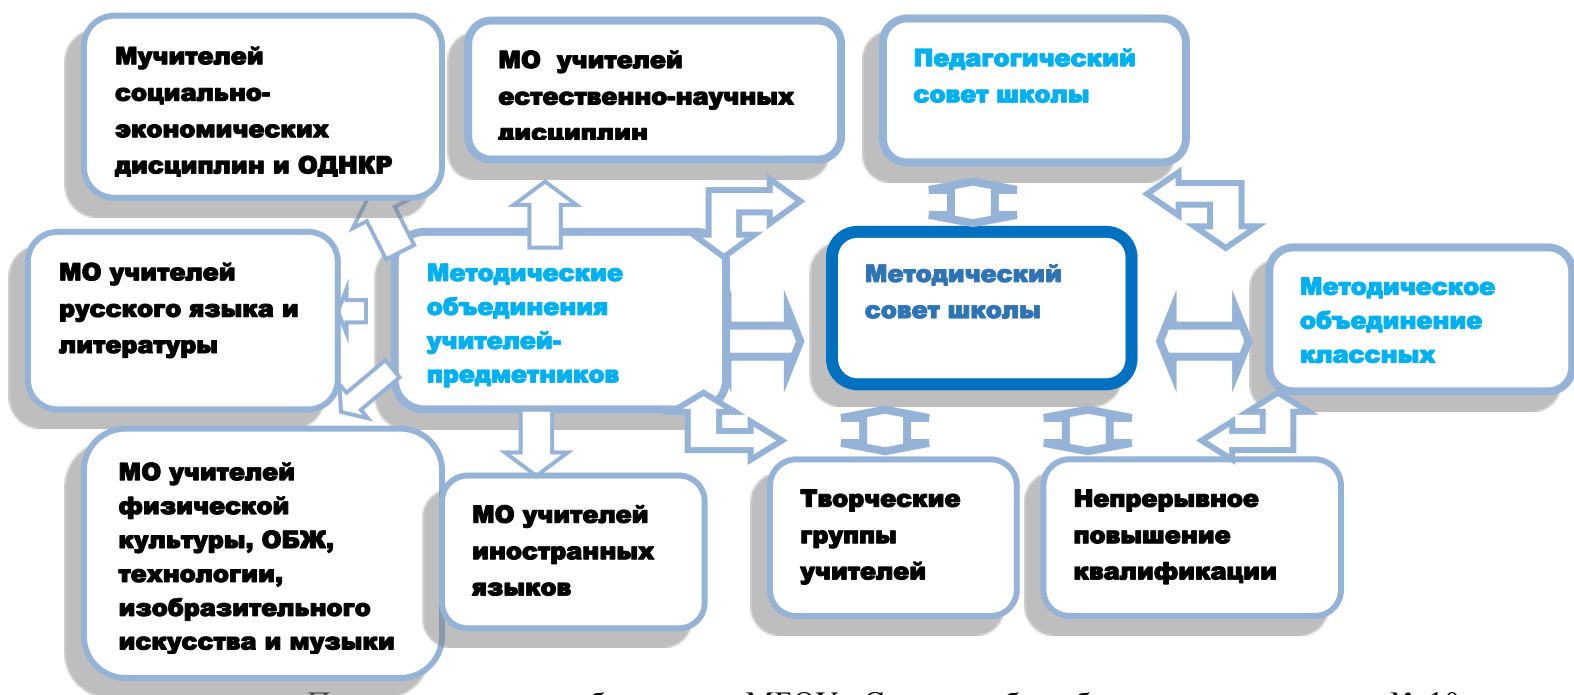 Мучителей
социально-
экономических
дисциплин и ОДНКР
МО учителей
естественно-научных
дисциплин
Педагогический
совет школы
МО учителей
русского языка и
литературы
Методические
объединения
учителей-
предметников
Методический
совет школы
Методическое
объединение
классных
МО учителей
физической
культуры, ОБЖ,
технологии,
изобразительного
искусства и музыки
МО учителей
иностранных
языков
Творческие
группы
учителей
Непрерывное
повышение
квалификации